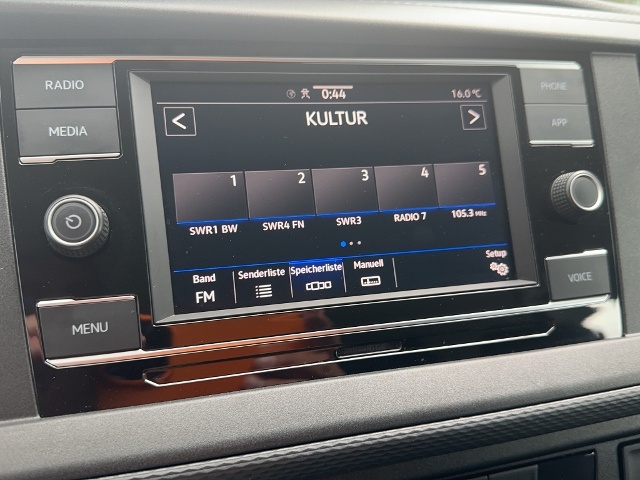 RADIO
MEDIA
MENU
0:44
16.0°C
<
KULTUR
>
1 2 3 4 5
SWR1 BW SWR4 FN SWR3 RADIO 7 105.3 MHz
Band Senderliste Speicherliste Manuell Setup
FM
PHONE
APP
VOICE